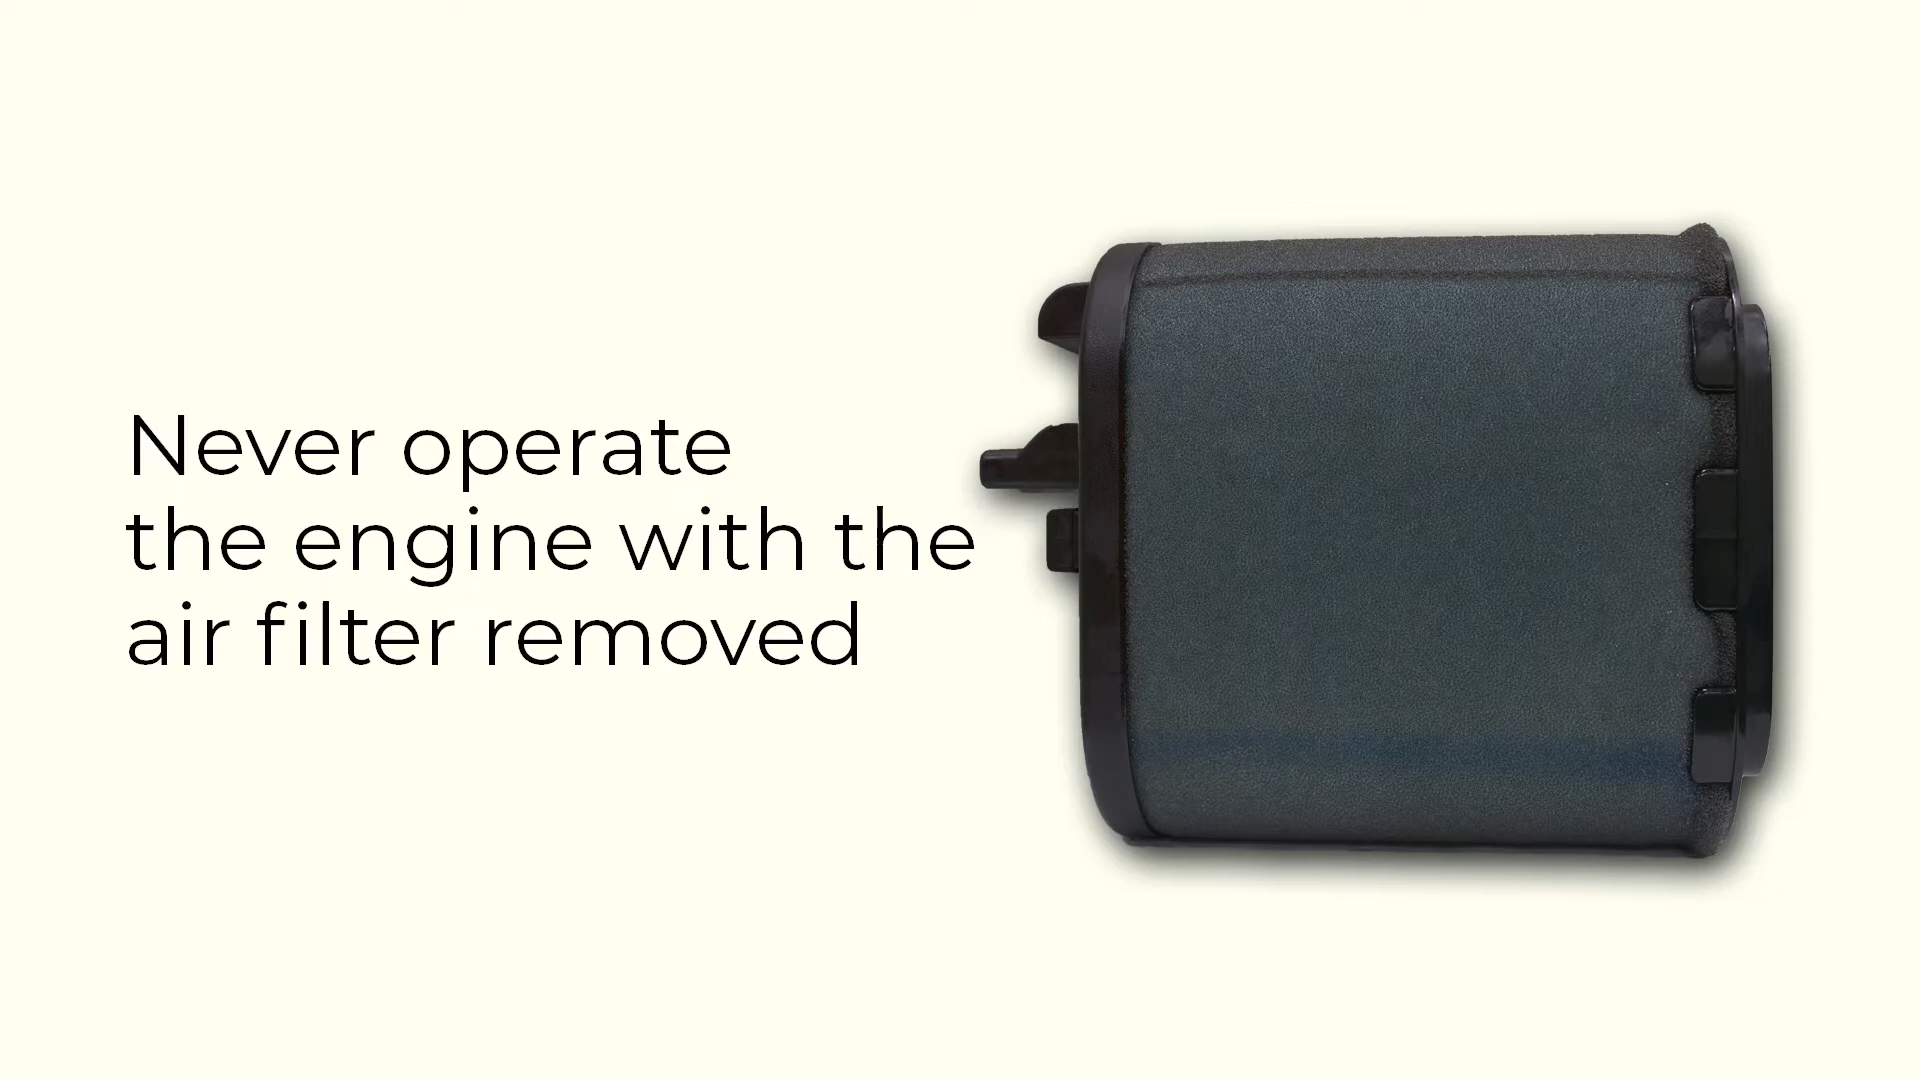 Never operate
the engine with the
air filter removed